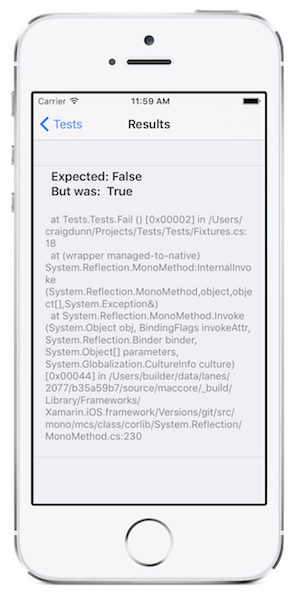 Carrier 11:59 AM
Tests Results
Expected: False
But was:  True
at Tests.Tests.Fail () [0x00002] in /Users/
craigdunn/Projects/Tests/Tests/Fixtures.cs:
18
at (wrapper managed-to-native)
System.Reflection.MonoMethod:InternalInvo
ke
(System.Reflection.MonoMethod,object,obje
ct[],System.Exception&)
at System.Reflection.MonoMethod.Invoke
(System.Object obj, BindingFlags invokeAttr,
System.Reflection.Binder binder,
System.Object[] parameters,
System.Globalization.CultureInfo culture)
[0x00044] in /Users/builder/data/lanes/
2077/b35a59b7/source/maccore/_build/
Library/Frameworks/
Xamarin.iOS.framework/Versions/git/src/
mono/mcs/class/corlib/System.Reflection/
MonoMethod.cs:230